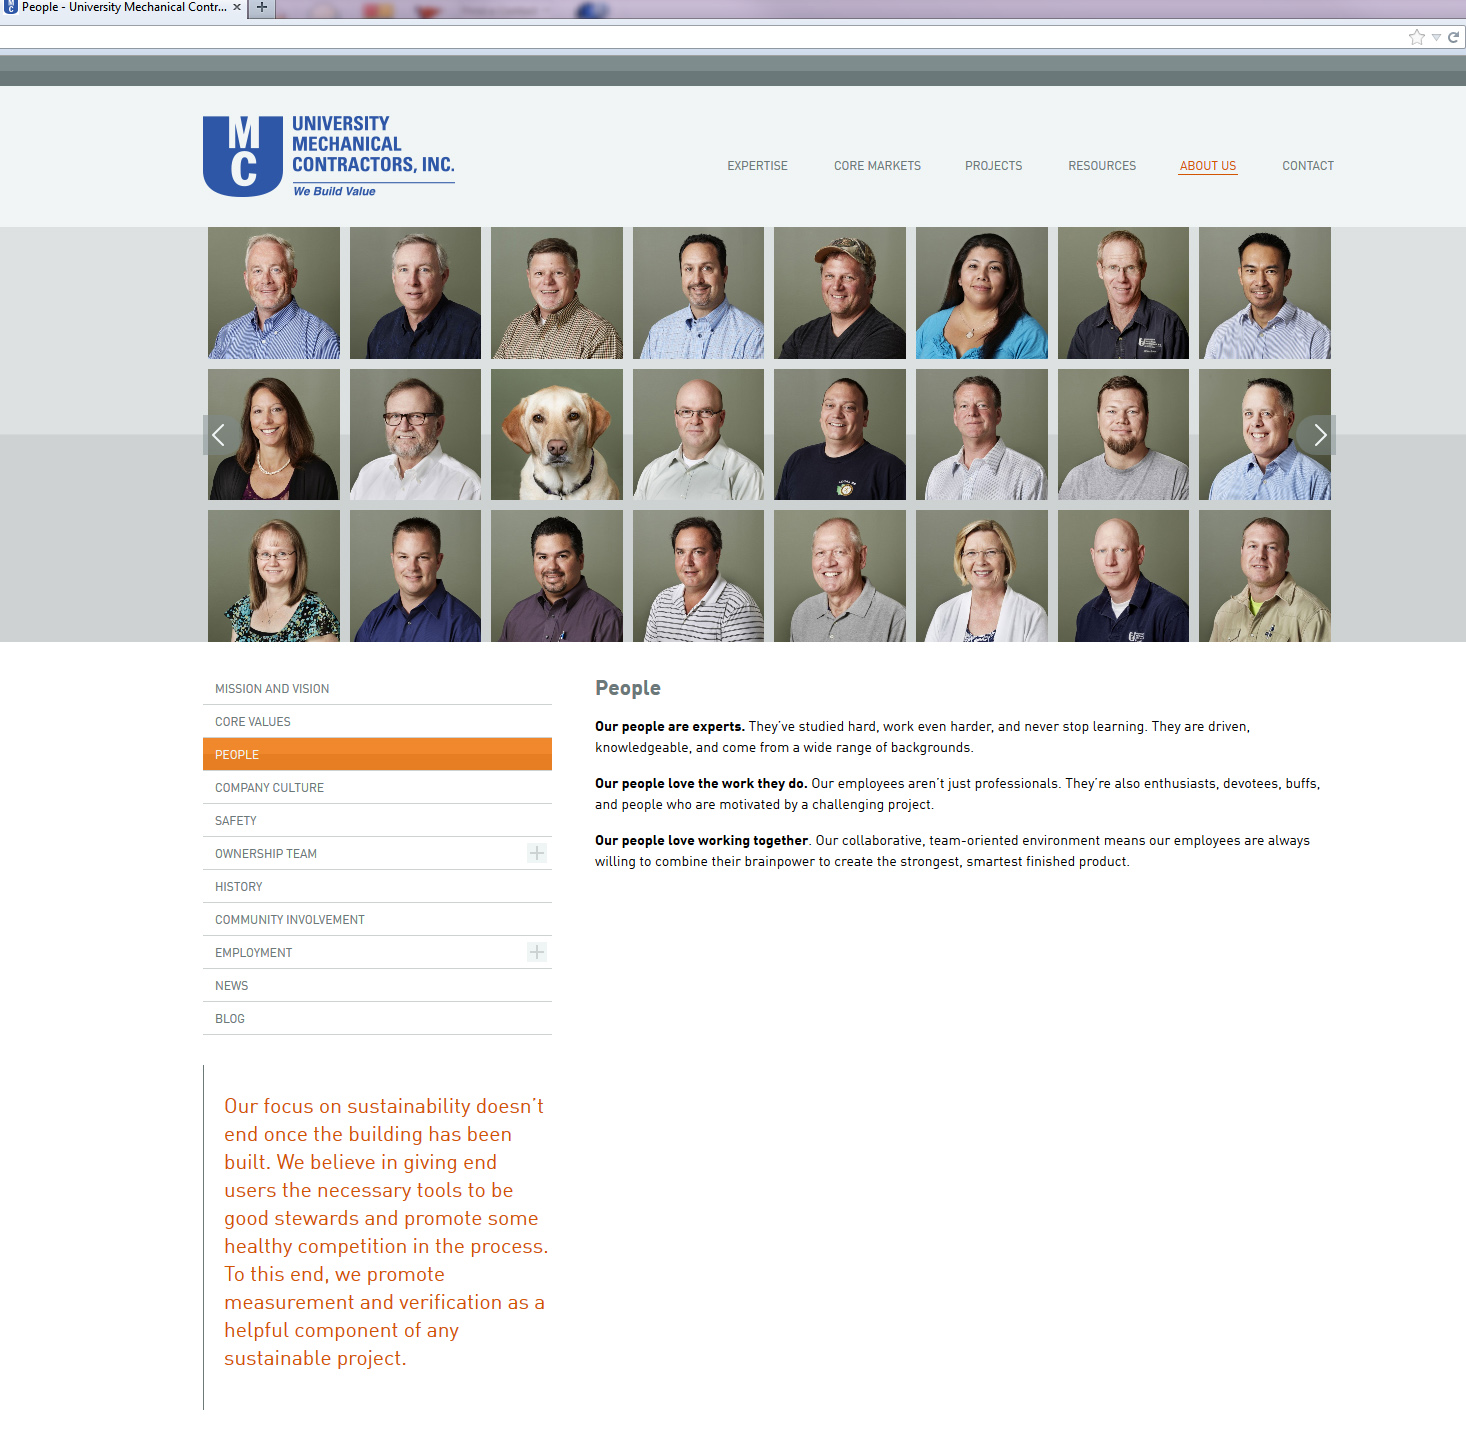 People - University Mechanical Contr...
MC
UNIVERSITY
MECHANICAL
CONTRACTORS, INC.
We Build Value
EXPERTISE CORE MARKETS PROJECTS RESOURCES ABOUT US CONTACT
MISSION AND VISION
CORE VALUES
PEOPLE
COMPANY CULTURE
SAFETY
OWNERSHIP TEAM
HISTORY
COMMUNITY INVOLVEMENT
EMPLOYMENT
NEWS
BLOG
People
Our people are experts. They've studied hard, work even harder, and never stop learning. They are driven,
knowledgeable, and come from a wide range of backgrounds.
Our people love the work they do. Our employees aren't just professionals. They're also enthusiasts, devotees, buffs,
and people who are motivated by a challenging project.
Our people love working together. Our collaborative, team-oriented environment means our employees are always
willing to combine their brainpower to create the strongest, smartest finished product.
Our focus on sustainability doesn't
end once the building has been
built. We believe in giving end
users the necessary tools to be
good stewards and promote some
healthy competition in the process.
To this end, we promote
measurement and verification as a
helpful component of any
sustainable project.